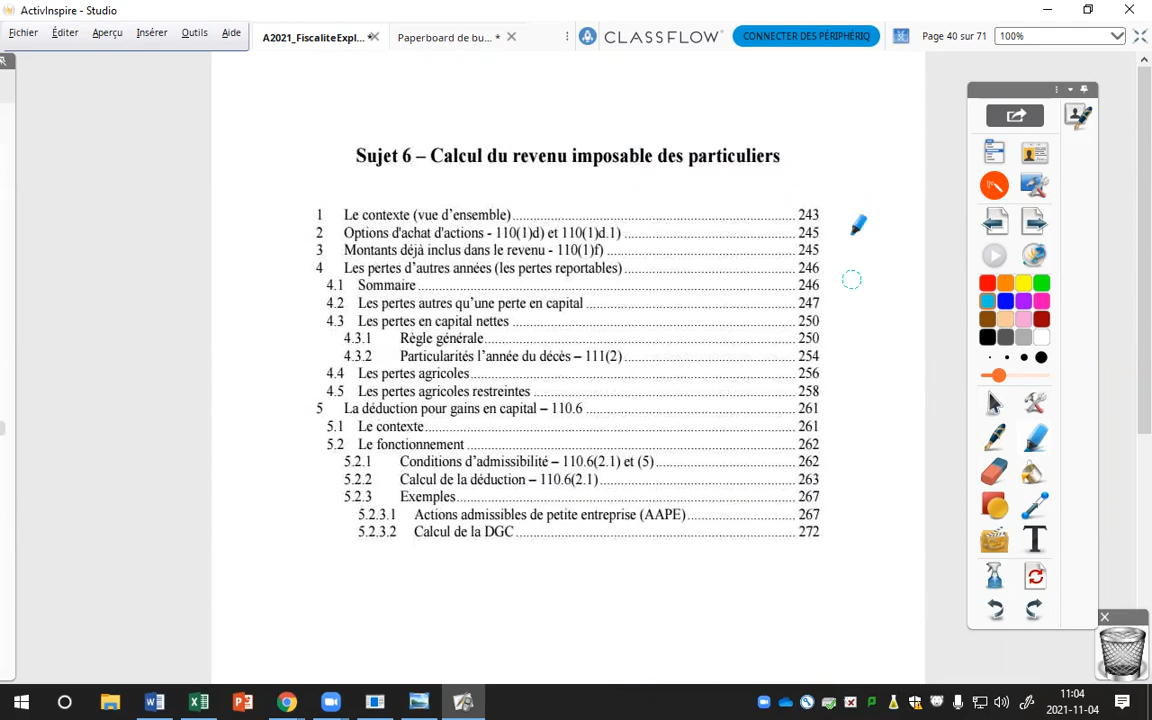 ActivInspire - Studio
Fichier Éditer Aperçu Insérer Outils Aide
A2021_FiscaliteExpl...
Paperboard de bu... *
CLASSFLOW
CONNECTER DES PÉRIPHÉRIQ
Page 40 sur 71
100%
Sujet 6 – Calcul du revenu imposable des particuliers
1 Le contexte (vue d'ensemble) 243
2 Options d'achat d'actions - 110(1)d) et 110(1)d.1) 245
3 Montants déjà inclus dans le revenu - 110(1)f) 245
4 Les pertes d'autres années (les pertes reportables) 246
4.1 Sommaire 246
4.2 Les pertes autres qu'une perte en capital 247
4.3 Les pertes en capital nettes 250
4.3.1 Règle générale 250
4.3.2 Particularités l'année du décès – 111(2) 254
4.4 Les pertes agricoles 256
4.5 Les pertes agricoles restreintes 258
5 La déduction pour gains en capital – 110.6 261
5.1 Le contexte 261
5.2 Le fonctionnement 262
5.2.1 Conditions d'admissibilité – 110.6(2.1) et (5) 262
5.2.2 Calcul de la déduction – 110.6(2.1) 263
5.2.3 Exemples 267
5.2.3.1 Actions admissibles de petite entreprise (AAPE) 267
5.2.3.2 Calcul de la DGC 272
11:04
2021-11-04